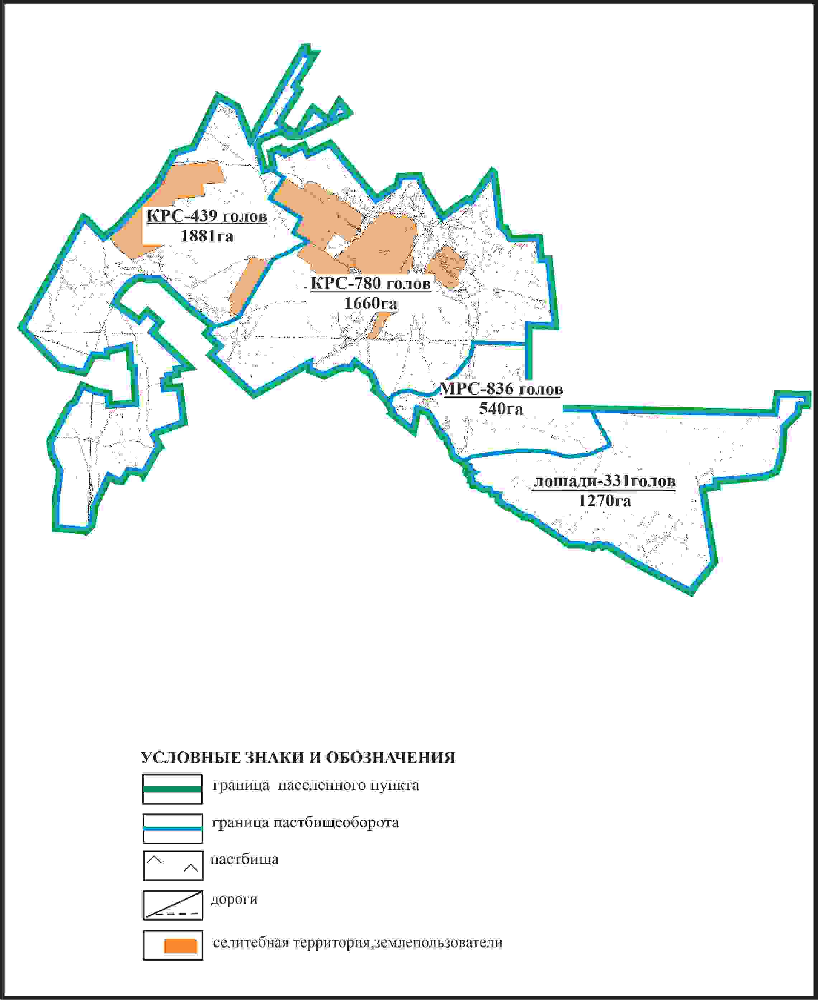 КРС-439 голов
1881га
КРС-780 голов
1660га
МРС-836 голов
540га
лошади-331голов
1270га
УСЛОВНЫЕ ЗНАКИ И ОБОЗНАЧЕНИЯ
граница населенного пункта
граница пастбищеоборота
пастбища
дороги
селитебная территория,землепользователи